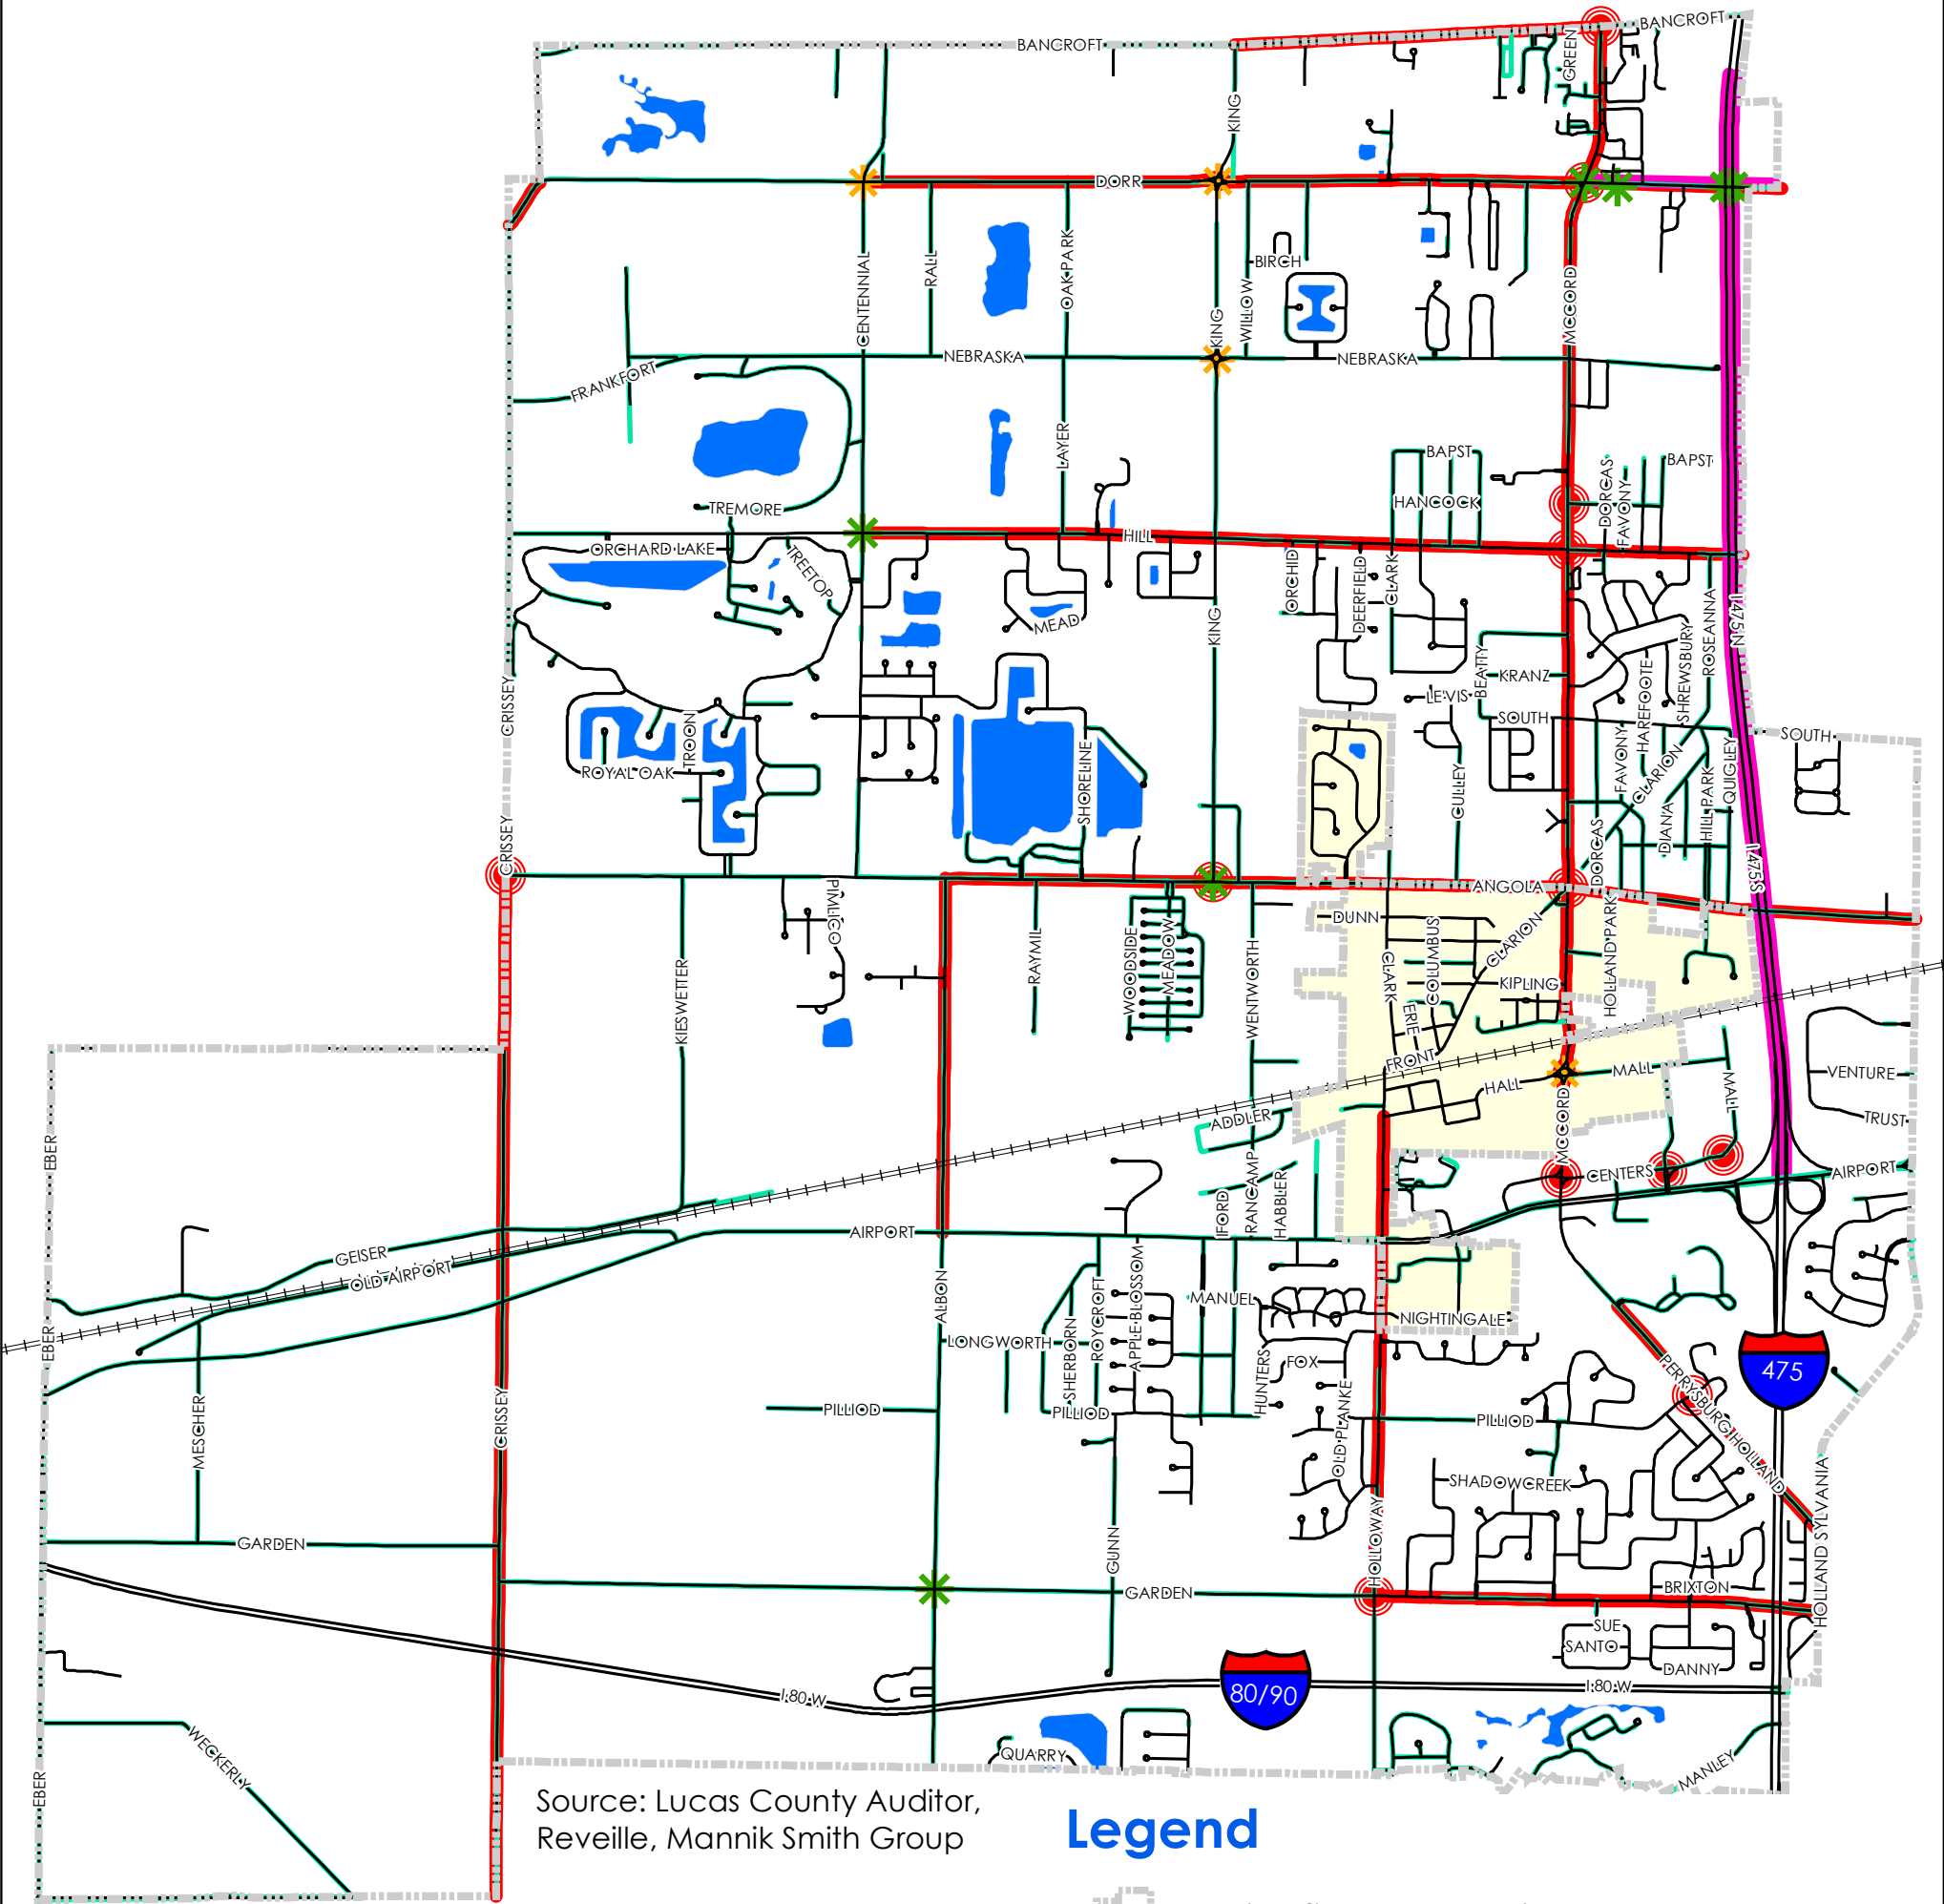 BANCROFT
BANCROFT
GREEN
KING
DORR
CENTENNIAL
RALL
OAK PARK
KING
WILLOW
BIRCH
MCCORD
NEBRASKA
NEBRASKA
FRANKFORT
LAYER
BAPST
BAPST
HANCOCK
DORCAS
FAVONY
TREMORE
HILL
ORCHARD LAKE
TREETOP
MEAD
KING
ORCHID
DEERFIELD
CLARK
BEATTY
KRANZ
LEVIS
SOUTH
SOUTH
HAREFOOTE
SHREWSBURY
ROSEANNA
I 475 N
CRISSEY
TROON
ROYAL OAK
SHORELINE
CULLEY
FAVONY
CLARION
DIANA
HILL PARK
QUIGLEY
DORCAS
I 475 S
CRISSEY
ANGOLA
PIMLICO
KIESWETTER
RAYMIL
WOODSIDE
MEADOW
WENTWORTH
DUNN
CLARK
COLUMBUS
CLARION
KIPLING
HOLLAND PARK
ERIE
FRONT
HALL
MALL
MALL
VENTURE
TRUST
EBER
ADDLER
MCCORD
CENTERS
AIRPORT
IFORD
RANCAMP
HABBLER
AIRPORT
GEISER
OLD AIRPORT
EBER
ALBON
MANUEL
NIGHTINGALE
LONGWORTH
SHERBORN
ROYCROFT
APPLE BLOSSOM
HUNTERS
FOX
OLD PLANKE
PERRYSBURG HOLLAND
475
MESCHER
CRISSEY
PILLIOD
PILLIOD
PILLIOD
SHADOWCREEK
HOLLAND SYLVANIA
GARDEN
GUNN
GARDEN
HOLLOWAY
BRIXTON
SUE
SANTO
DANNY
I 80 W
80/90
I 80 W
WECKERLY
EBER
QUARRY
MANLEY
Source: Lucas County Auditor,
Reveille, Mannik Smith Group
Legend